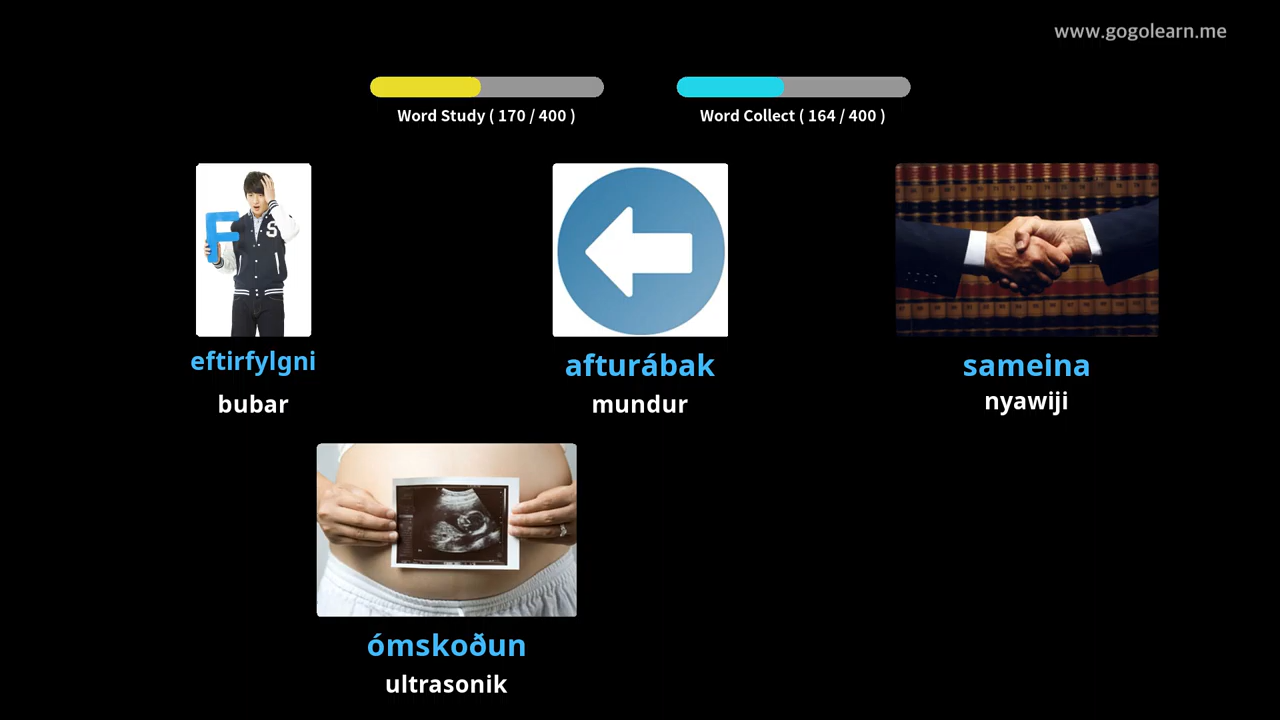 www.gogolearn.me
Word Study ( 170 / 400 )
Word Collect ( 164 / 400 )
F
S
eftirfylgni
bubar
afturábak
mundur
sameina
nyawiji
ómskoðun
ultrasonik